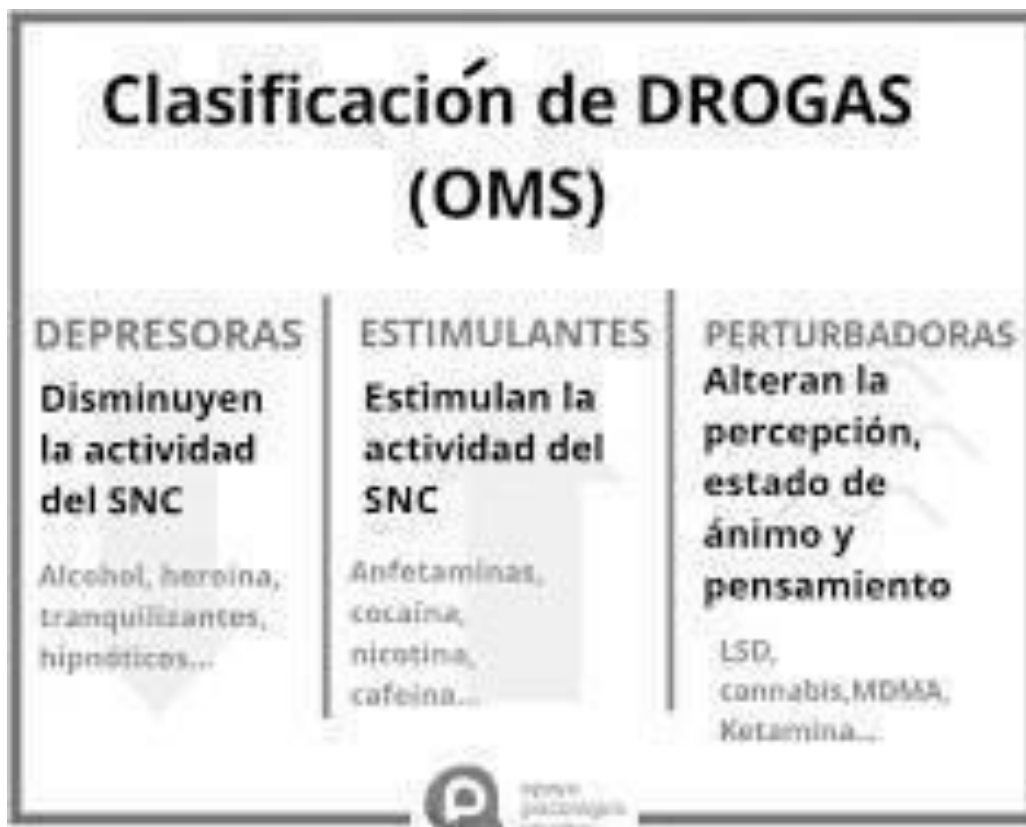 Clasificación de DROGAS
(OMS)
DEPRESORAS
Disminuyen
la actividad
del SNC
Alcohol, heroina,
tranquilizantes,
hipnóticos...
ESTIMULANTES
Estimulan la
actividad del
SNC
Anfetaminas,
cocaína,
nicotina,
cafeína...
PERTURBADORAS
Alteran la
percepción,
estado de
ánimo y
pensamiento
LSD,
cannabis,MDMA,
Ketamina...